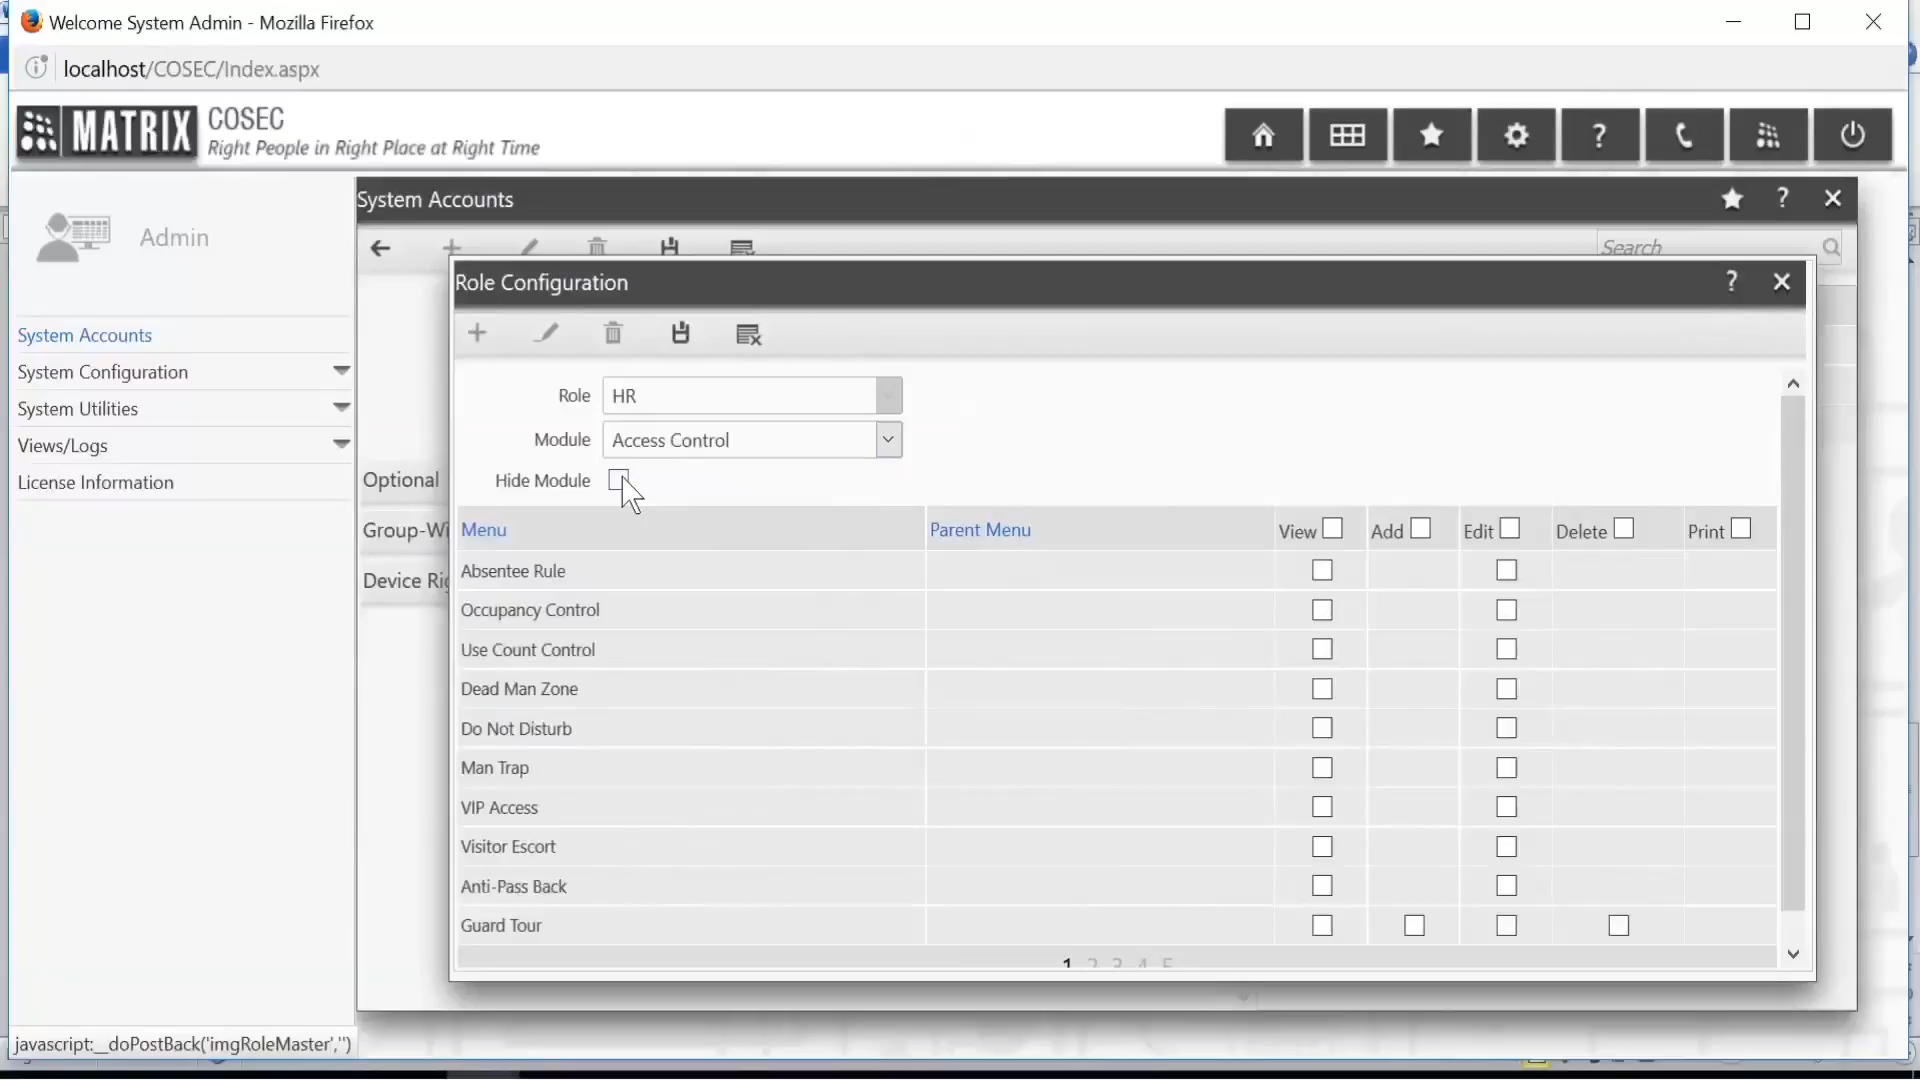 Welcome System Admin - Mozilla Firefox
localhost/COSEC/Index.aspx
MATRIX
COSEC
Right People in Right Place at Right Time
Admin
System Accounts
System Configuration
System Utilities
Views/Logs
License Information
System Accounts
Search
Optional
Group-Wi
Device Rig
Role Configuration
Role HR
Module Access Control
Hide Module
Menu Parent Menu View Add Edit Delete Print
Absentee Rule
Occupancy Control
Use Count Control
Dead Man Zone
Do Not Disturb
Man Trap
VIP Access
Visitor Escort
Anti-Pass Back
Guard Tour
1 2 3 4 5
javascript:__doPostBack('imgRoleMaster','')